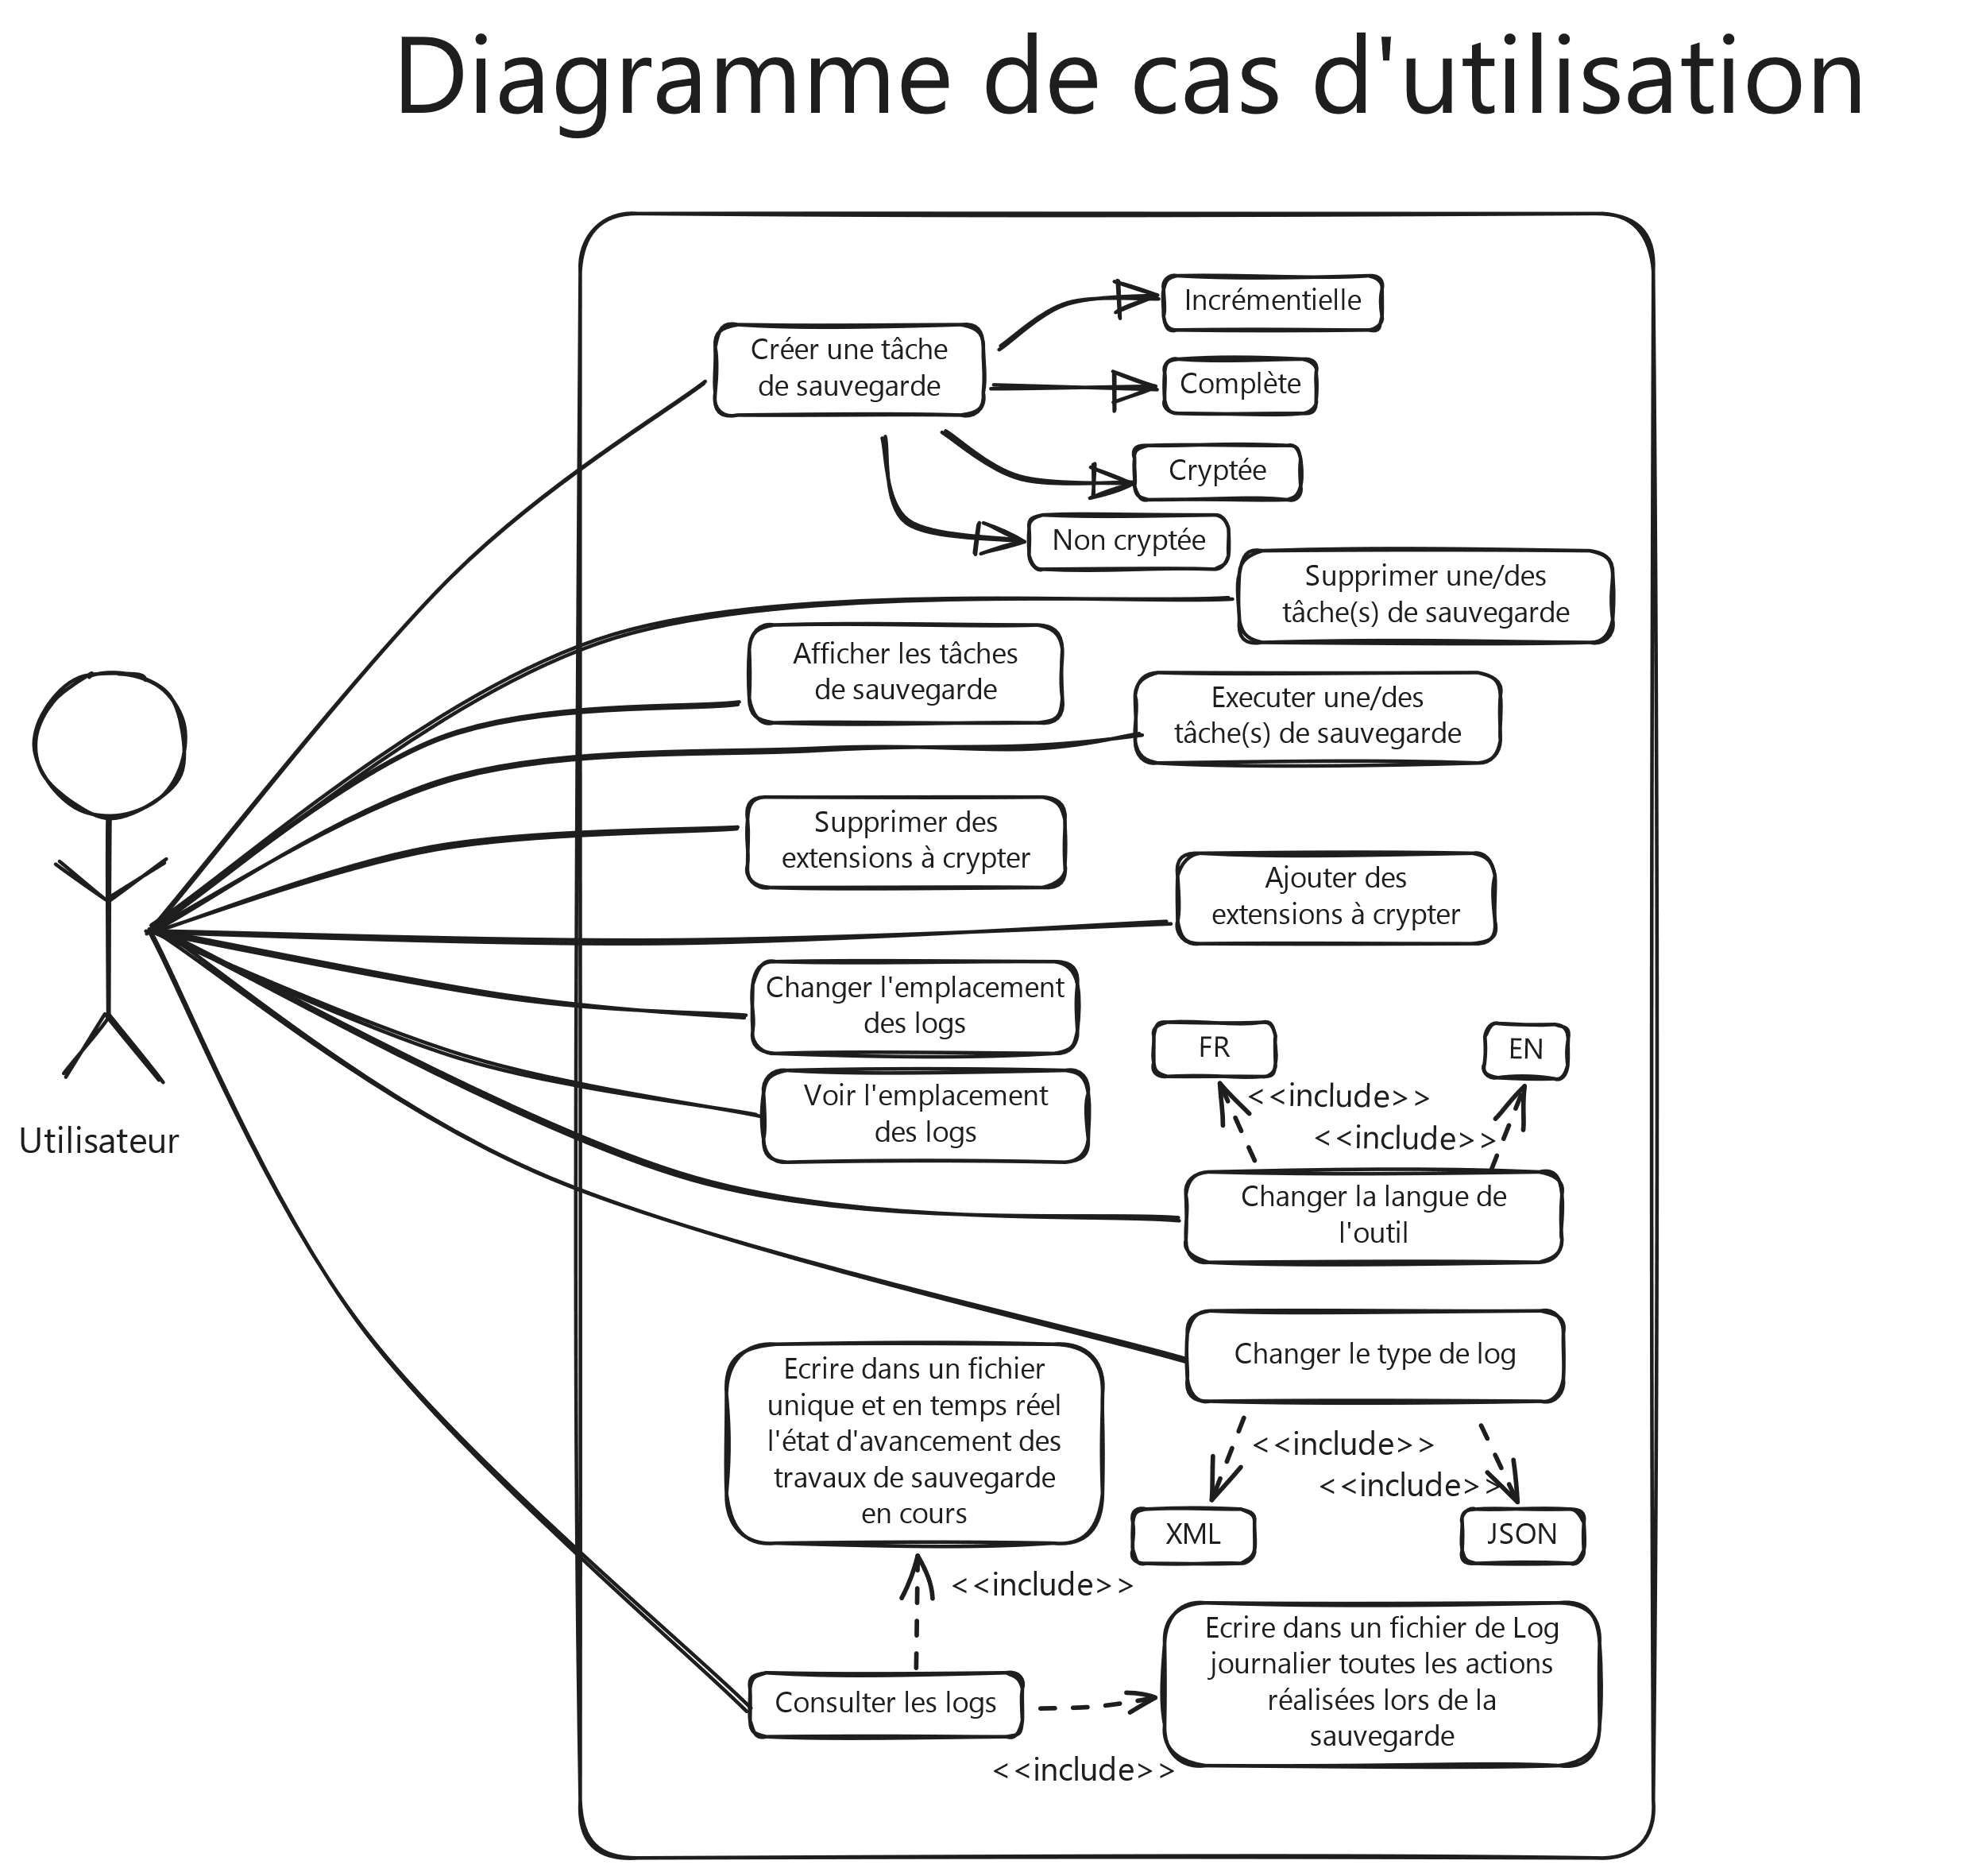 Diagramme de cas d'utilisation
Incrémentielle
Créer une tâche
de sauvegarde
Complète
Cryptée
Non cryptée
Supprimer une/des
tâche(s) de sauvegarde
Afficher les tâches
de sauvegarde
Executer une/des
tâche(s) de sauvegarde
Supprimer des
extensions à crypter
Ajouter des
extensions à crypter
Changer l'emplacement
des logs
FR
EN
<<include>>
<<include>>
Voir l'emplacement
des logs
Utilisateur
Changer la langue de
l'outil
Changer le type de log
Ecrire dans un fichier
unique et en temps réel
l'état d'avancement des
travaux de sauvegarde
en cours
<<include>>
<<include>>
XML
JSON
<<include>>
Ecrire dans un fichier de Log
journalier toutes les actions
réalisées lors de la
sauvegarde
Consulter les logs
<<include>>